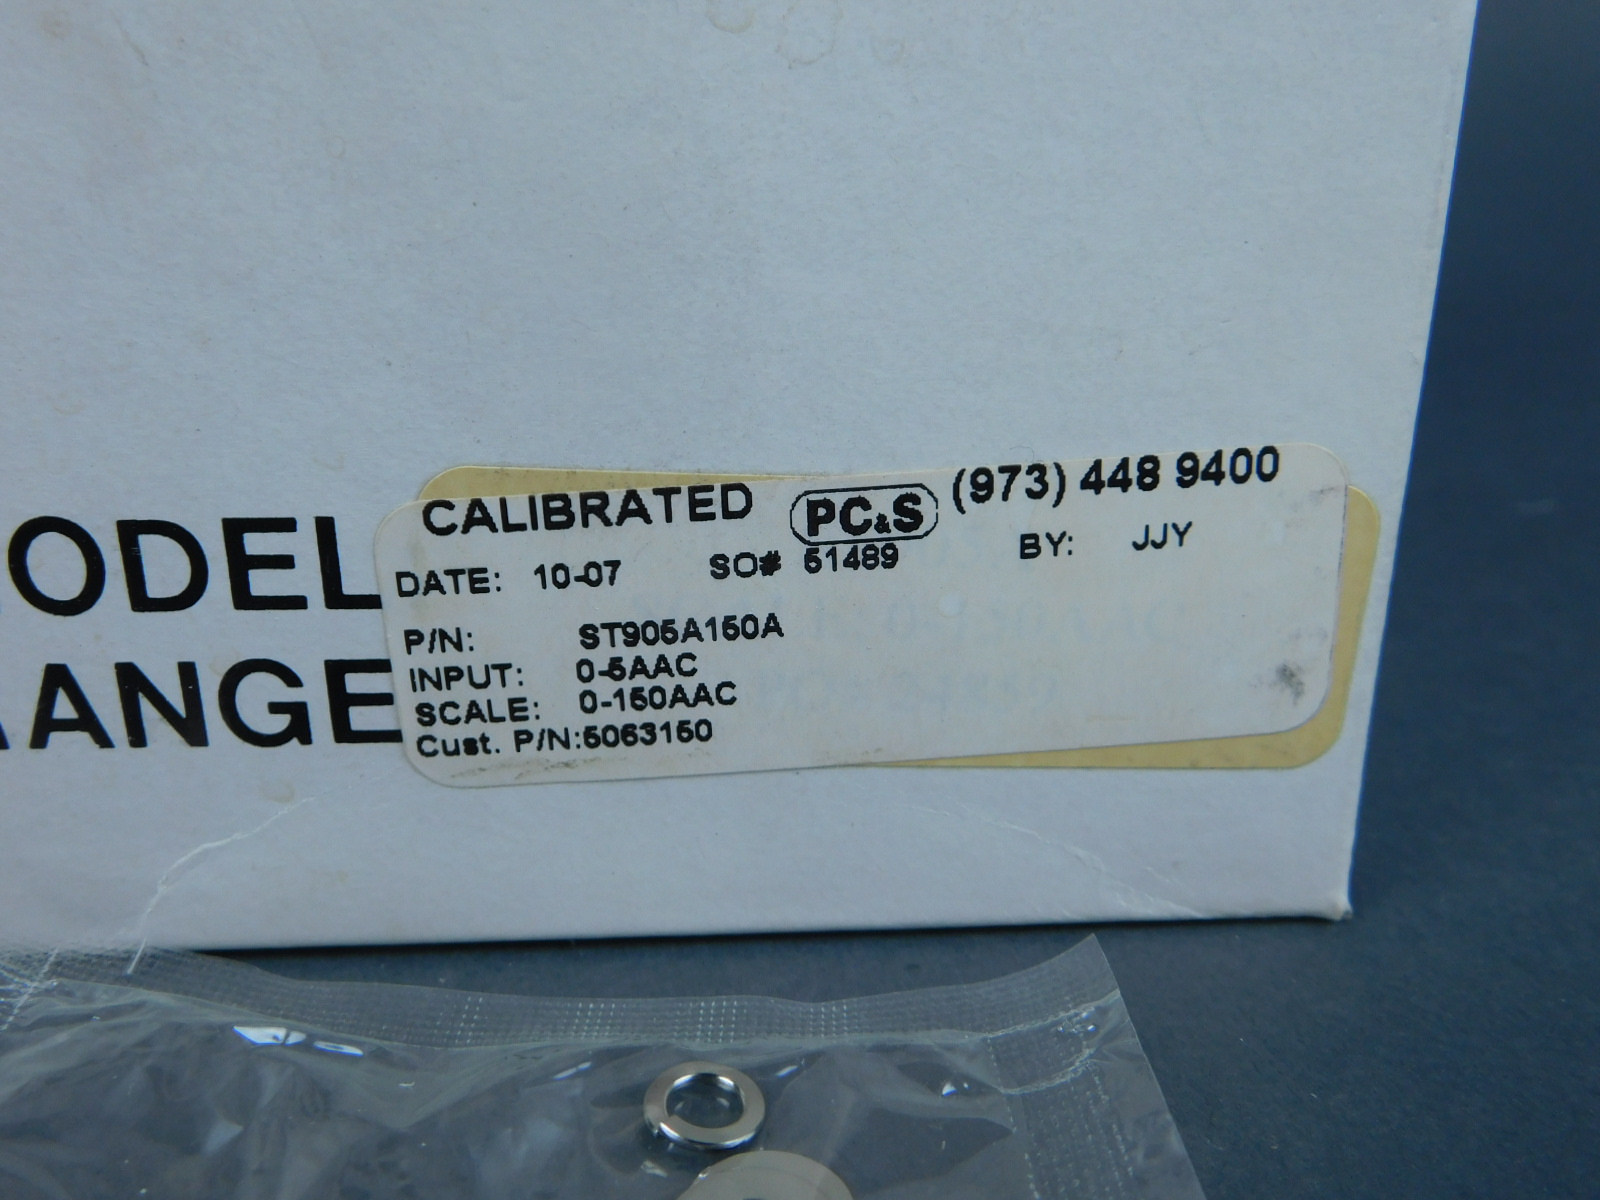 ODEL
ANGE
CALIBRATED PC&S (973) 448 9400
DATE: 10-07 SO# 51489 BY: JJY
P/N: ST905A150A
INPUT: 0-5AAC
SCALE: 0-150AAC
Cust. P/N:5063150